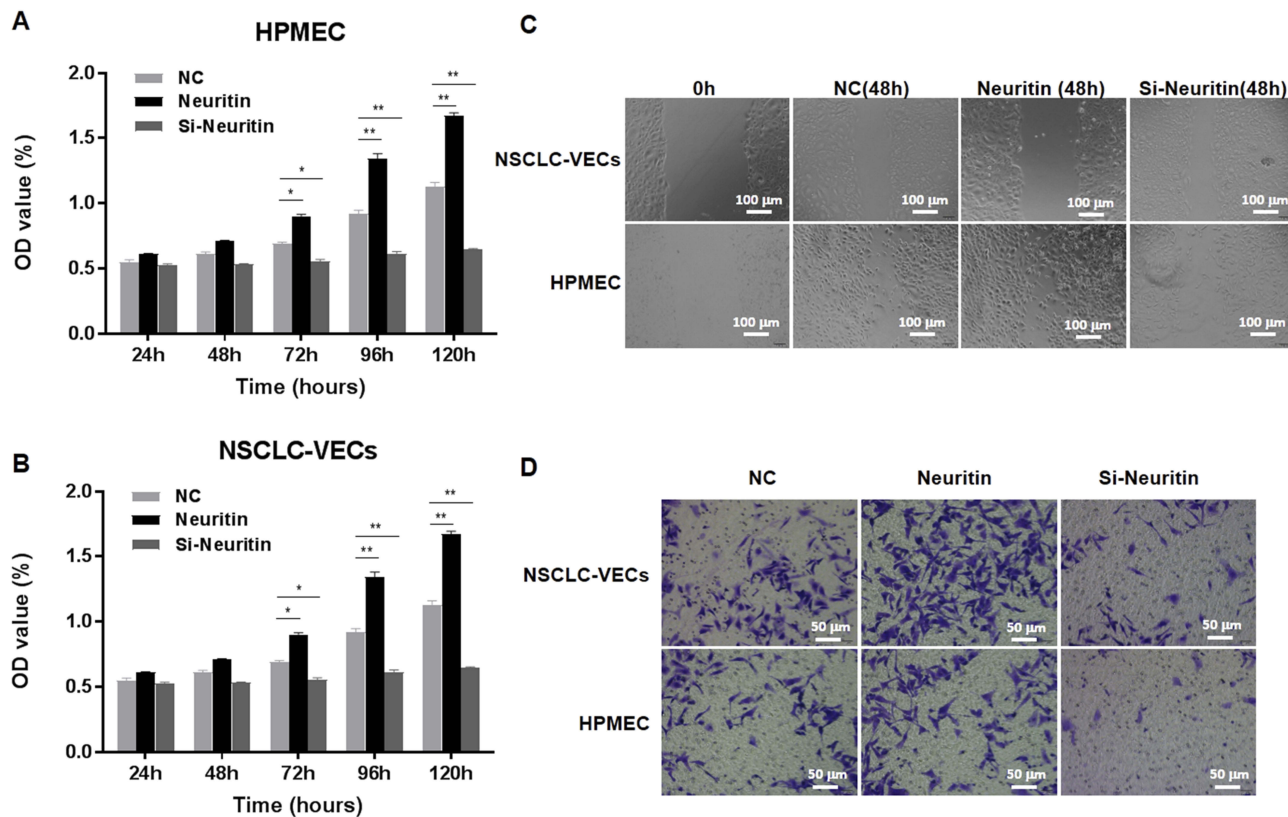 A
HPMEC
NC
Neuritin
Si-Neuritin
OD value (%)
2.0
1.5
1.0
0.5
0.0
* *
** **
** **
24h 48h 72h 96h 120h
Time (hours)
B
NSCLC-VECs
NC
Neuritin
Si-Neuritin
OD value (%)
2.0
1.5
1.0
0.5
0.0
* *
** **
** **
24h 48h 72h 96h 120h
Time (hours)
C
0h NC(48h) Neuritin (48h) Si-Neuritin(48h)
NSCLC-VECs
100 µm 100 µm 100 µm 100 µm
HPMEC
100 µm 100 µm 100 µm 100 µm
D
NC Neuritin Si-Neuritin
NSCLC-VECs
50 µm 50 µm 50 µm
HPMEC
50 µm 50 µm 50 µm